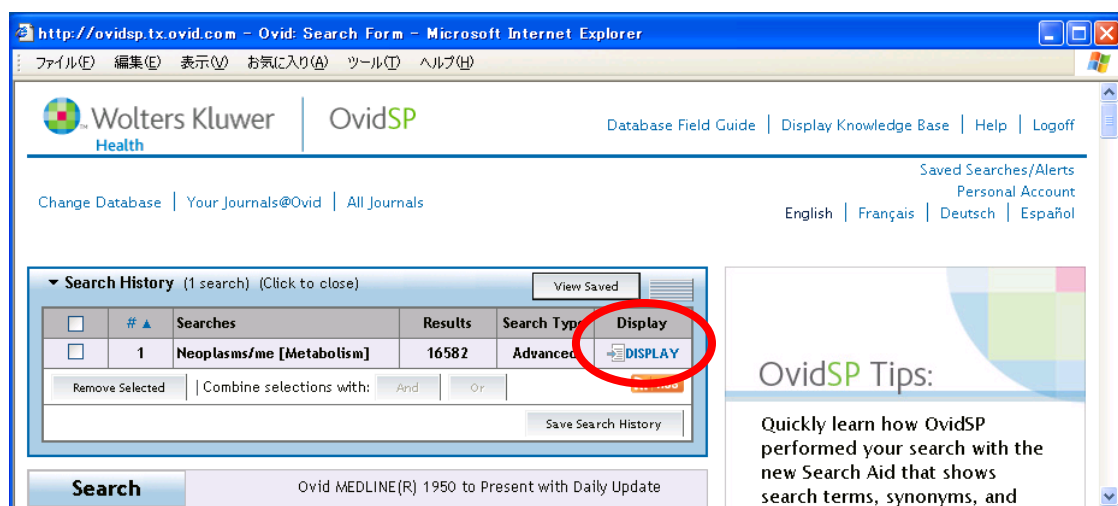 http://ovidsp.tx.ovid.com - Ovid: Search Form - Microsoft Internet Explorer
ファイル(F) 編集(E) 表示(V) お気に入り(A) ツール(T) ヘルプ(H)
Wolters Kluwer OvidSP
Health
Database Field Guide | Display Knowledge Base | Help | Logoff
Saved Searches/Alerts
Personal Account
Change Database | Your Journals@Ovid | All Journals
English | Français | Deutsch | Español
▼ Search History (1 search) (Click to close) View Saved
# ▲ Searches Results Search Type Display
1 Neoplasms/me [Metabolism] 16582 Advanced DISPLAY
Remove Selected | Combine selections with: And Or
Save Search History
Search Ovid MEDLINE(R) 1950 to Present with Daily Update
OvidSP Tips:
Quickly learn how OvidSP
performed your search with the
new Search Aid that shows
search terms, synonyms, and